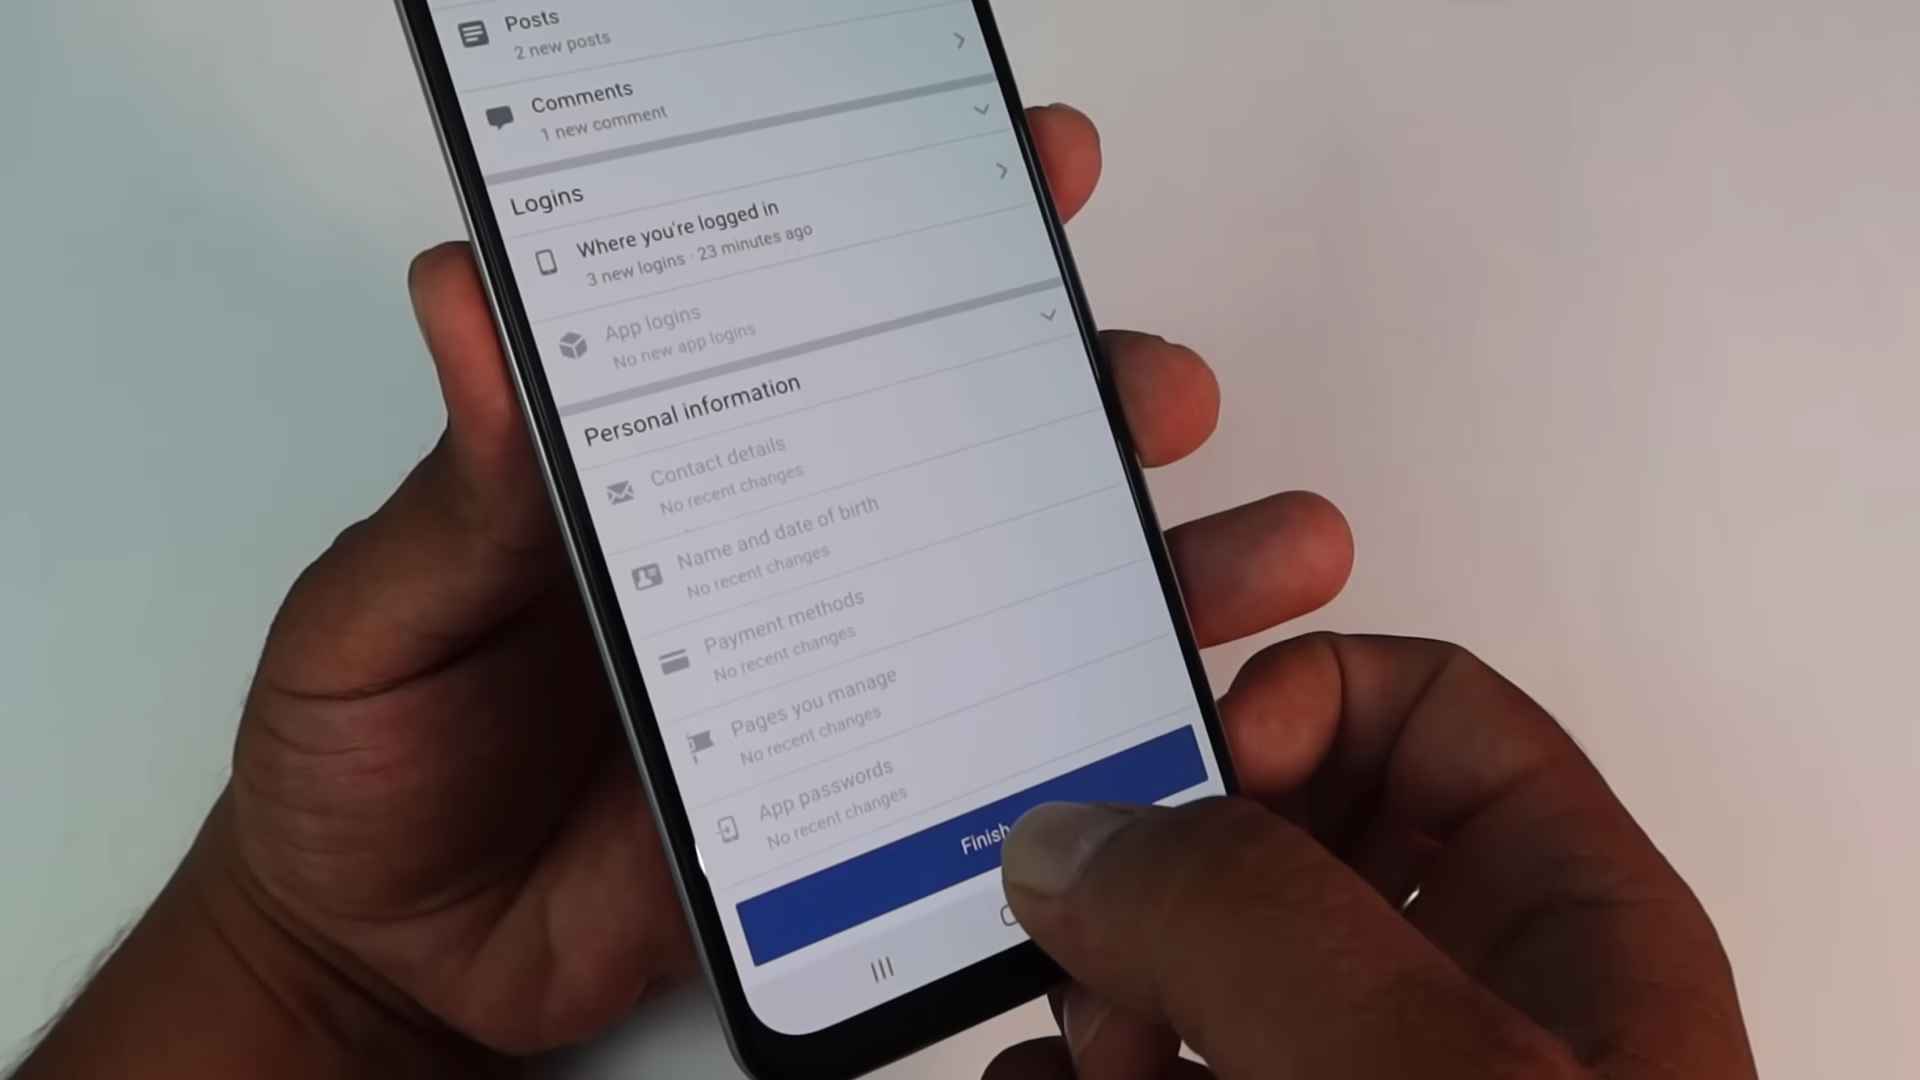 Posts
2 new posts
Comments
1 new comment
Logins
Where you're logged in
3 new logins · 23 minutes ago
App logins
No new app logins
Personal information
Contact details
No recent changes
Name and date of birth
No recent changes
Payment methods
No recent changes
Pages you manage
No recent changes
App passwords
No recent changes
Finish